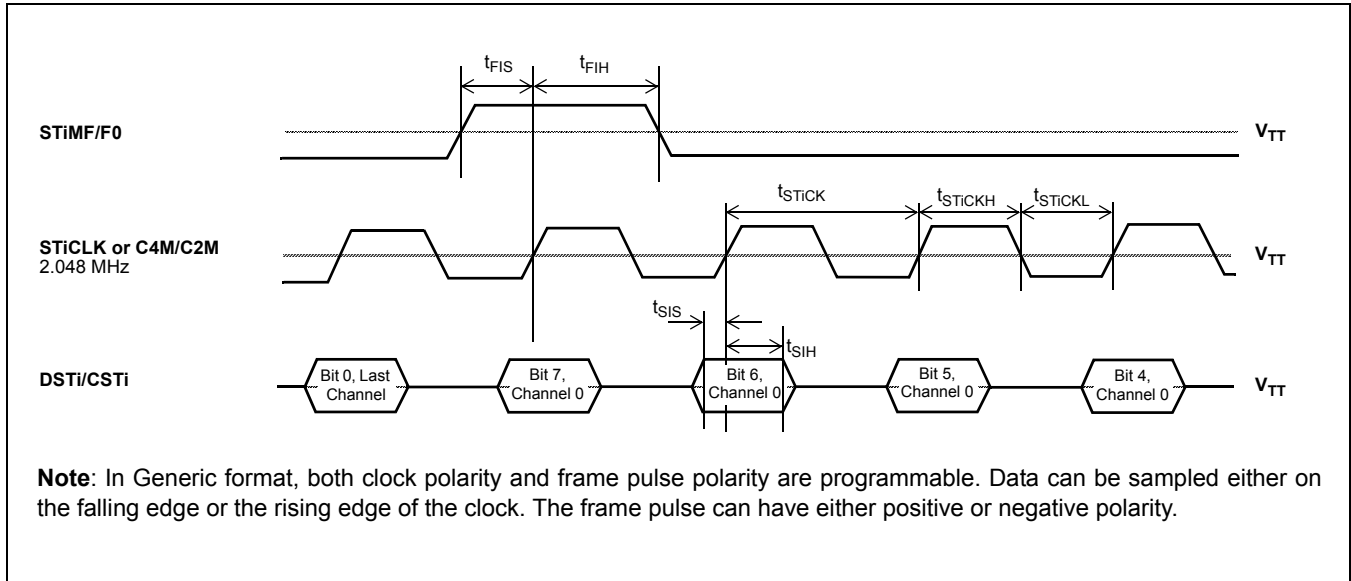 tFIS tFIH
STiMF/F0 VTT
tSTiCK tSTiCKH tSTiCKL
STiCLK or C4M/C2M VTT
2.048 MHz
tSIS
tSIH
DSTi/CSTi VTT
Bit 0, Last
Channel
Bit 7,
Channel 0
Bit 6,
Channel 0
Bit 5,
Channel 0
Bit 4,
Channel 0
Note: In Generic format, both clock polarity and frame pulse polarity are programmable. Data can be sampled either on
the falling edge or the rising edge of the clock. The frame pulse can have either positive or negative polarity.